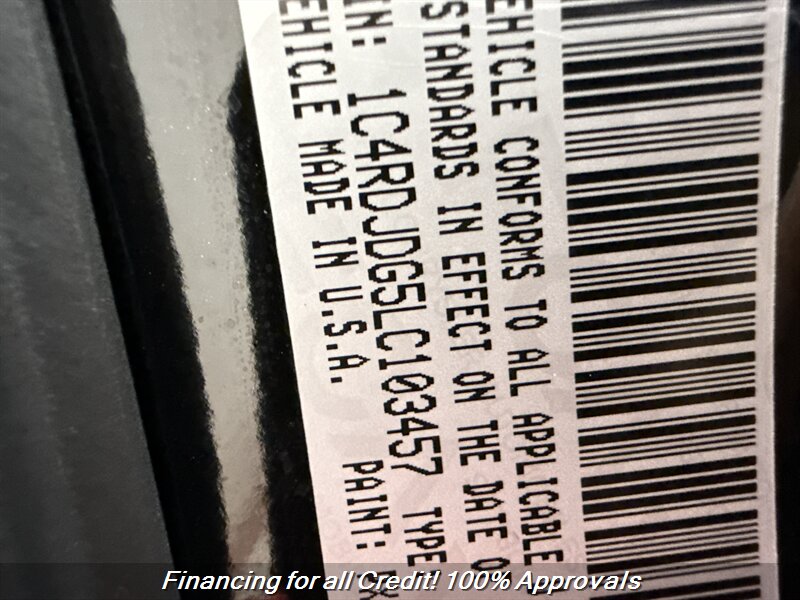 EHICLE CONFORMS TO ALL APPLICABLE
STANDARDS IN EFFECT ON THE DATE O
IN: 1C4RDJDG5LC103457 TYPE
EHICLE MADE IN U.S.A. PAINT:
Financing for all Credit! 100% Approvals